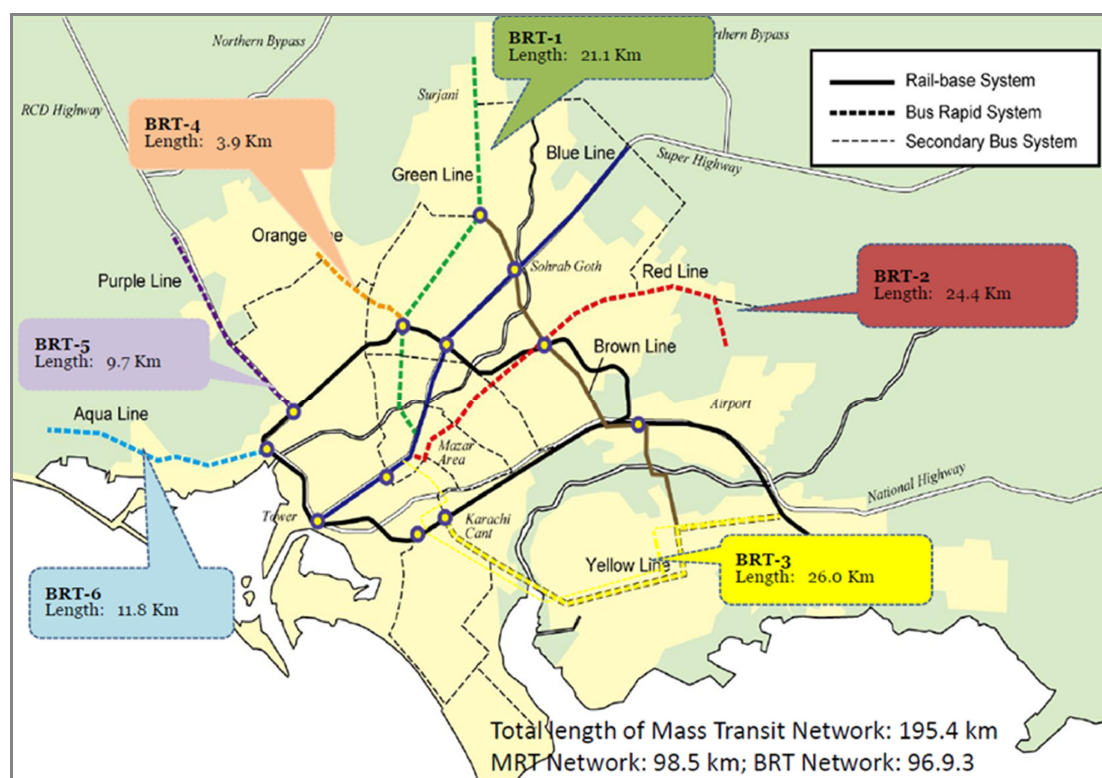 Northern Bypass
BRT-1
Length: 21.1 Km
thern Bypass
RCD Highway
Surjani
Rail-base System
Bus Rapid System
Secondary Bus System
BRT-4
Length: 3.9 Km
Blue Line
Super Highway
Green Line
Orange ne
Sohrab Goth
Red Line
BRT-2
Length: 24.4 Km
Purple Line
BRT-5
Length: 9.7 Km
Brown Line
Aqua Line
Airport
Mazar
Area
National Highway
Tower
Karachi
Cant
BRT-6
Length: 11.8 Km
Yellow Line
BRT-3
Length: 26.0 Km
Total length of Mass Transit Network: 195.4 km
MRT Network: 98.5 km; BRT Network: 96.9.3